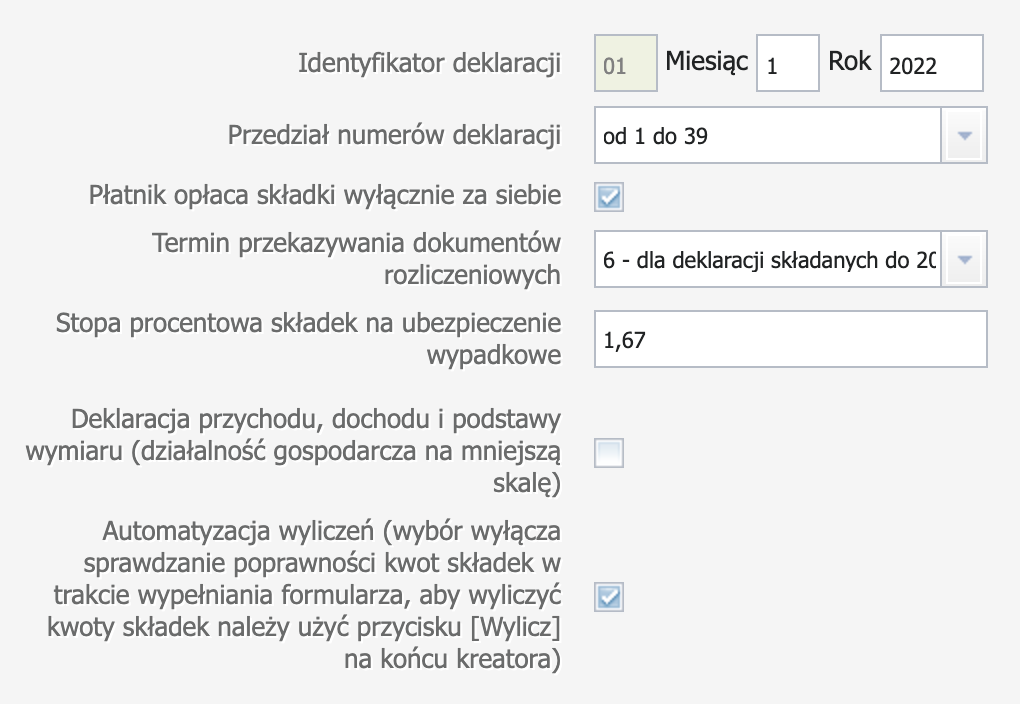 Identyfikator deklaracji 01 Miesiąc 1 Rok 2022
Przedział numerów deklaracji od 1 do 39
Płatnik opłaca składki wyłącznie za siebie
Termin przekazywania dokumentów
rozliczeniowych 6 - dla deklaracji składanych do 20
Stopa procentowa składek na ubezpieczenie
wypadkowe 1,67
Deklaracja przychodu, dochodu i podstawy
wymiaru (działalność gospodarcza na mniejszą
skalę)
Automatyzacja wyliczeń (wybór wyłącza
sprawdzanie poprawności kwot składek w
trakcie wypełniania formularza, aby wyliczyć
kwoty składek należy użyć przycisku [Wylicz]
na końcu kreatora)